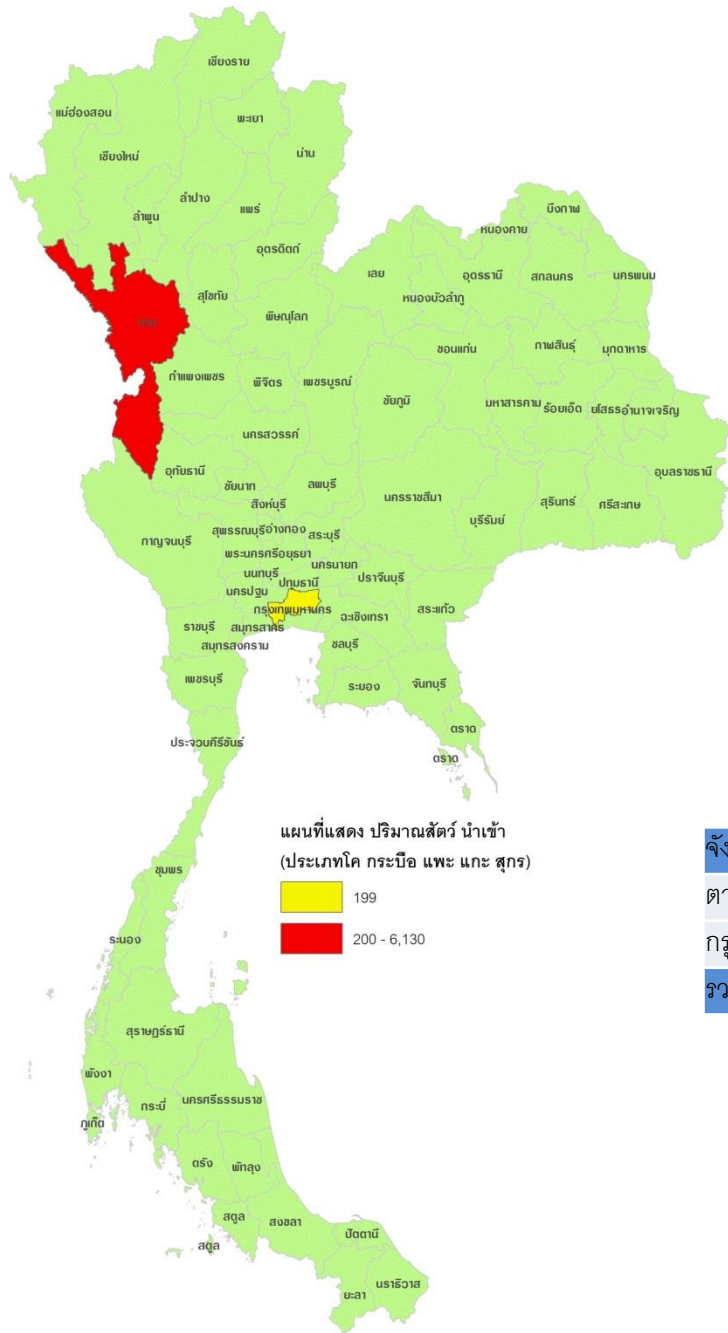 เชียงราย
แม่ฮ่องสอน
พะเยา
เชียงใหม่
น่าน
ลำปาง
ลำพูน
แพร่
บึงกาฬ
หนองคาย
อุตรดิตถ์
เลย
อุดรธานี
สกลนคร
นครพนม
สุโขทัย
หนองบัวลำภู
พิษณุโลก
ตาก
ขอนแก่น
กาฬสินธุ์
มุกดาหาร
กำแพงเพชร
พิจิตร
เพชรบูรณ์
ชัยภูมิ
มหาสารคาม
ร้อยเอ็ด
ยโสธร
อำนาจเจริญ
นครสวรรค์
อุบลราชธานี
อุทัยธานี
ชัยนาท
ลพบุรี
นครราชสีมา
สิงห์บุรี
บุรีรัมย์
สุรินทร์
ศรีสะเกษ
กาญจนบุรี
สุพรรณบุรี
อ่างทอง
สระบุรี
พระนครศรีอยุธยา
นครนายก
นนทบุรี
ปทุมธานี
ปราจีนบุรี
นครปฐม
กรุงเทพมหานคร
ฉะเชิงเทรา
สระแก้ว
ราชบุรี
สมุทรสาคร
สมุทรสงคราม
ชลบุรี
เพชรบุรี
ระยอง
จันทบุรี
ตราด
ประจวบคีรีขันธ์
ตราด
แผนที่แสดง ปริมาณสัตว์ นำเข้า
(ประเภทโค กระบือ แพะ แกะ สุกร)
199
200 - 6,130
ชุมพร
ระนอง
สุราษฎร์ธานี
พังงา
กระบี่
นครศรีธรรมราช
ภูเก็ต
ตรัง
พัทลุง
สตูล
สงขลา
ปัตตานี
สตูล
ยะลา
นราธิวาส